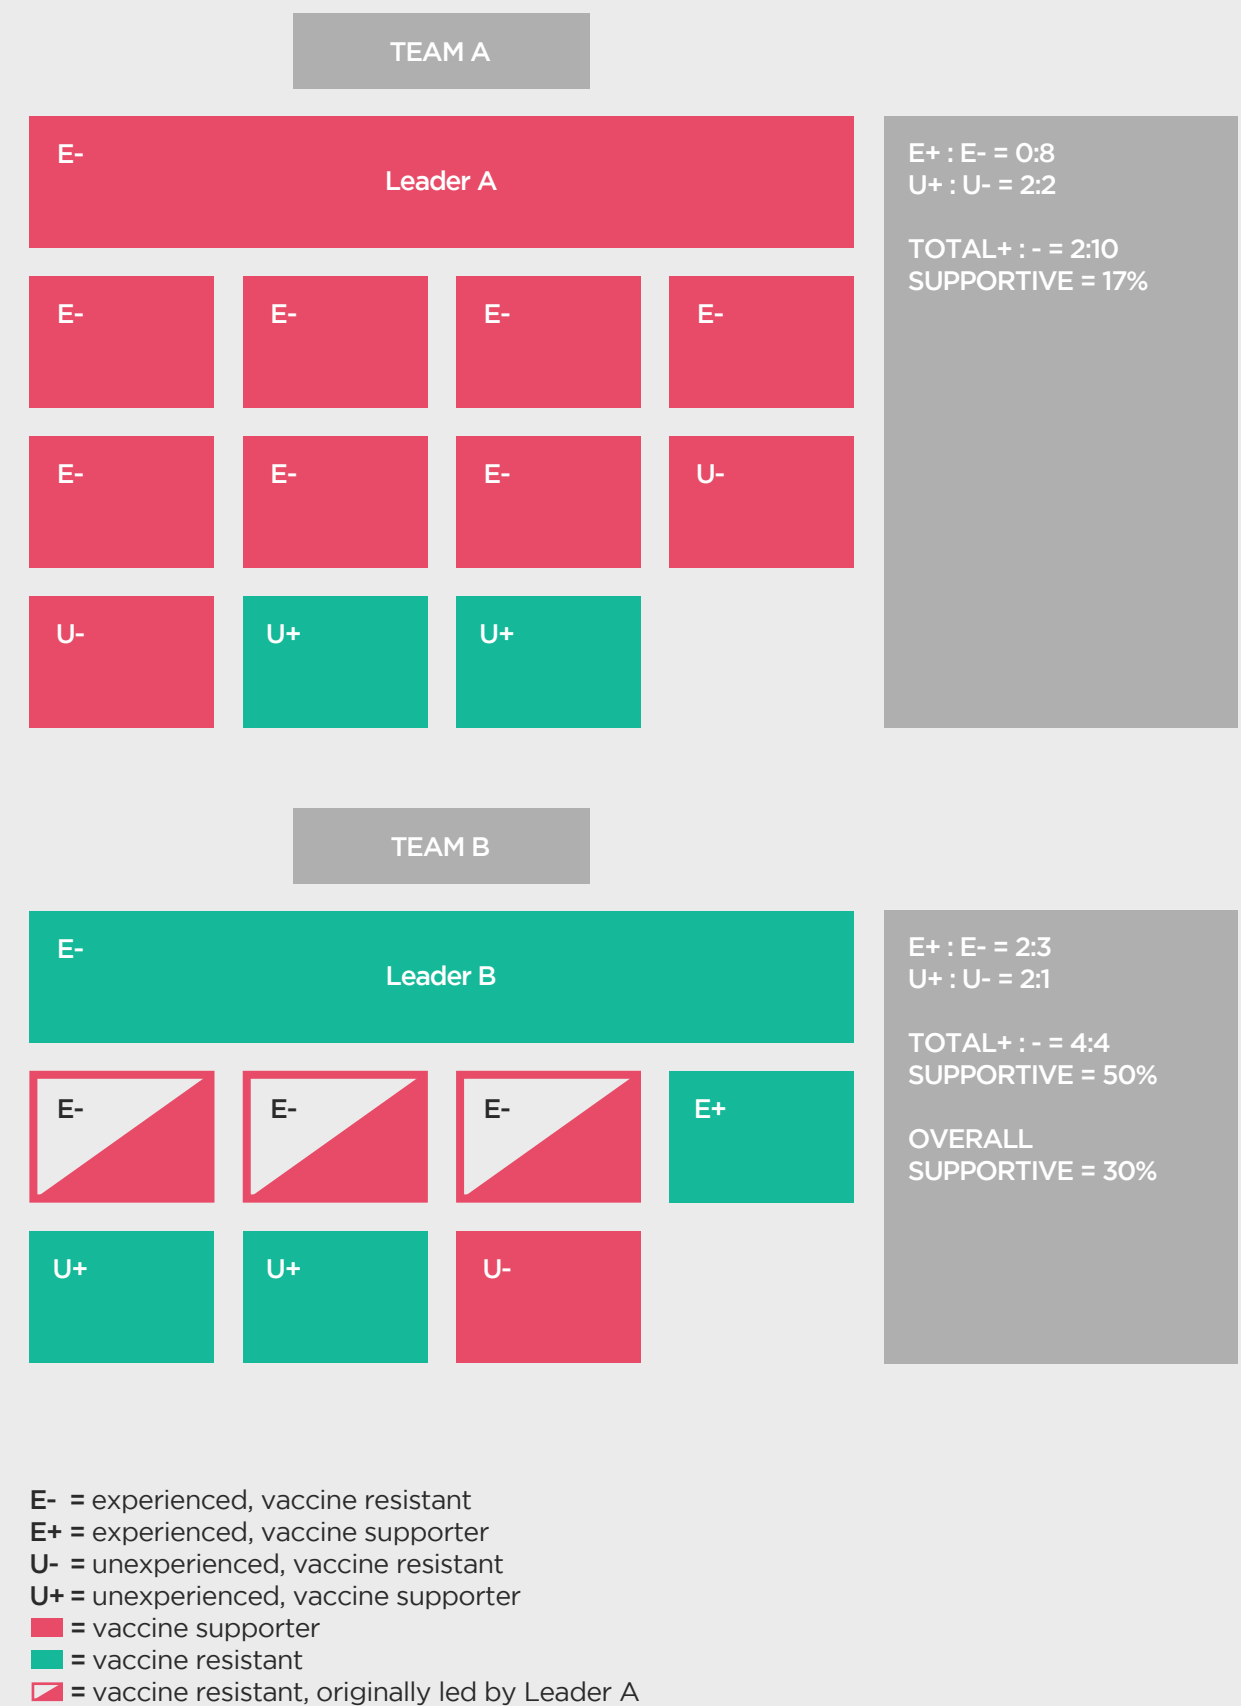 TEAM A
E-
Leader A
E+ : E- = 0:8
U+ : U- = 2:2
TOTAL+ : - = 2:10
SUPPORTIVE = 17%
E- E- E- E-
E- E- E- U-
U- U+ U+
TEAM B
E-
Leader B
E+ : E- = 2:3
U+ : U- = 2:1
TOTAL+ : - = 4:4
SUPPORTIVE = 50%
OVERALL
SUPPORTIVE = 30%
E- E- E- E+
U+ U+ U-
E- = experienced, vaccine resistant
E+ = experienced, vaccine supporter
U- = unexperienced, vaccine resistant
U+ = unexperienced, vaccine supporter
= vaccine supporter
= vaccine resistant
= vaccine resistant, originally led by Leader A